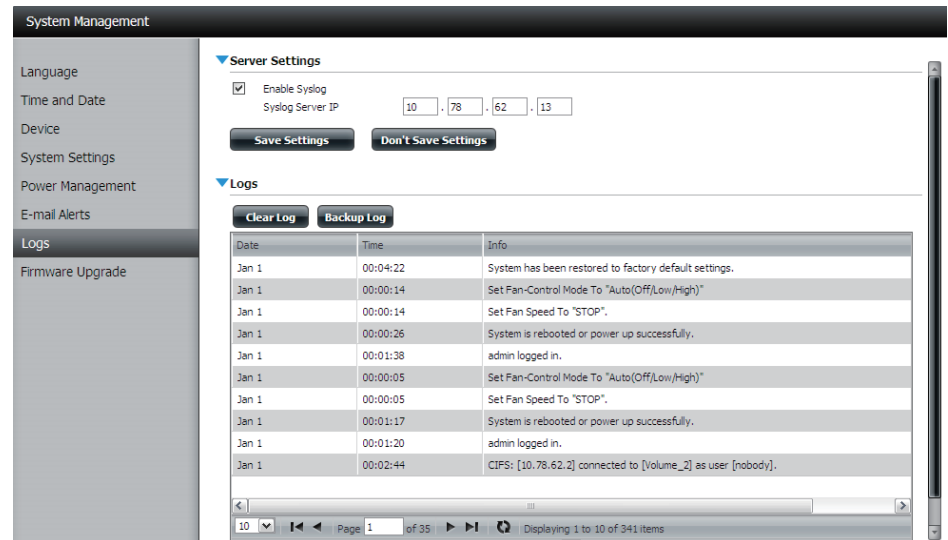 System Management
Language
Time and Date
Device
System Settings
Power Management
E-mail Alerts
Logs
Firmware Upgrade
Server Settings
Enable Syslog
Syslog Server IP 10 . 78 . 62 . 13
Save Settings Don't Save Settings
Logs
Clear Log Backup Log
Date Time Info
Jan 1 00:04:22 System has been restored to factory default settings.
Jan 1 00:00:14 Set Fan-Control Mode To "Auto(Off/Low/High)"
Jan 1 00:00:14 Set Fan Speed To "STOP".
Jan 1 00:00:26 System is rebooted or power up successfully.
Jan 1 00:01:38 admin logged in.
Jan 1 00:00:05 Set Fan-Control Mode To "Auto(Off/Low/High)"
Jan 1 00:00:05 Set Fan Speed To "STOP".
Jan 1 00:01:17 System is rebooted or power up successfully.
Jan 1 00:01:20 admin logged in.
Jan 1 00:02:44 CIFS: [10.78.62.2] connected to [Volume_2] as user [nobody].
10 Page 1 of 35 Displaying 1 to 10 of 341 items